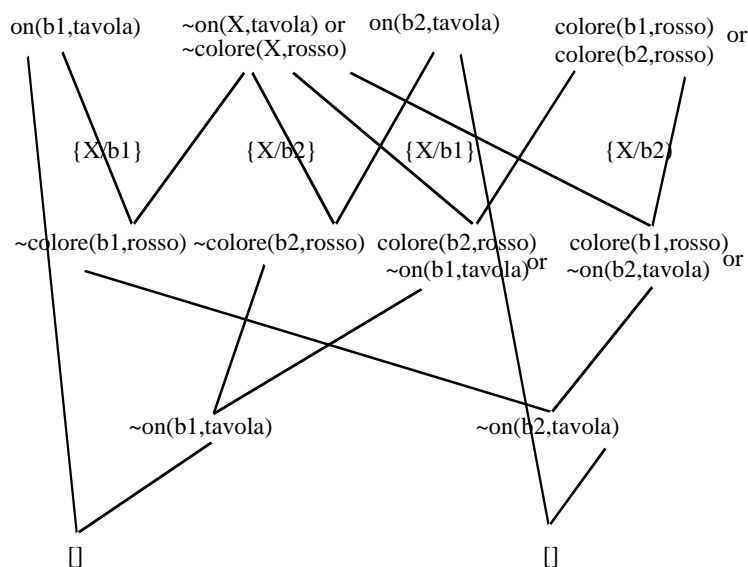 on(b1,tavola)
~on(X,tavola) or
~colore(X,rosso)
on(b2,tavola)
colore(b1,rosso) or
colore(b2,rosso)
{X/b1}
{X/b2}
{X/b1}
{X/b2)
~colore(b1,rosso)
~colore(b2,rosso)
colore(b2,rosso) or
~on(b1,tavola)
colore(b1,rosso) or
~on(b2,tavola)
~on(b1,tavola)
~on(b2,tavola)
[]
[]